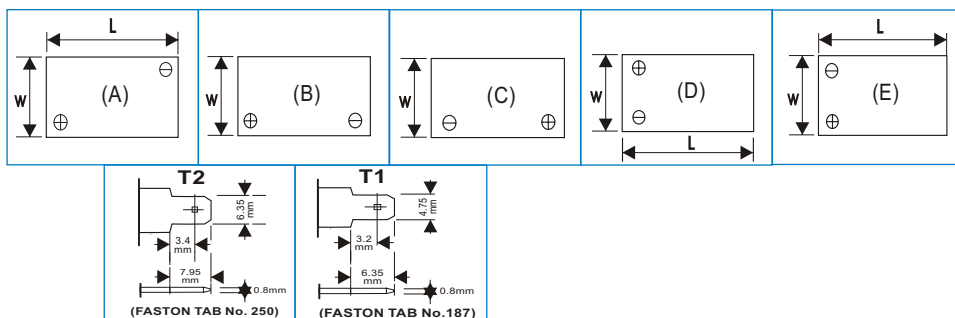 L
W
(A)
⊖
⊕
W
(B)
⊕ ⊖
W
(C)
⊖ ⊕
W
⊕
(D)
⊖
L
L
W
⊖
(E)
⊕
T2
6.35
mm
3.4
mm
7.95
mm
0.8mm
(FASTON TAB No. 250)
T1
4.75
mm
3.2
mm
6.35
mm
0.8mm
(FASTON TAB No.187)